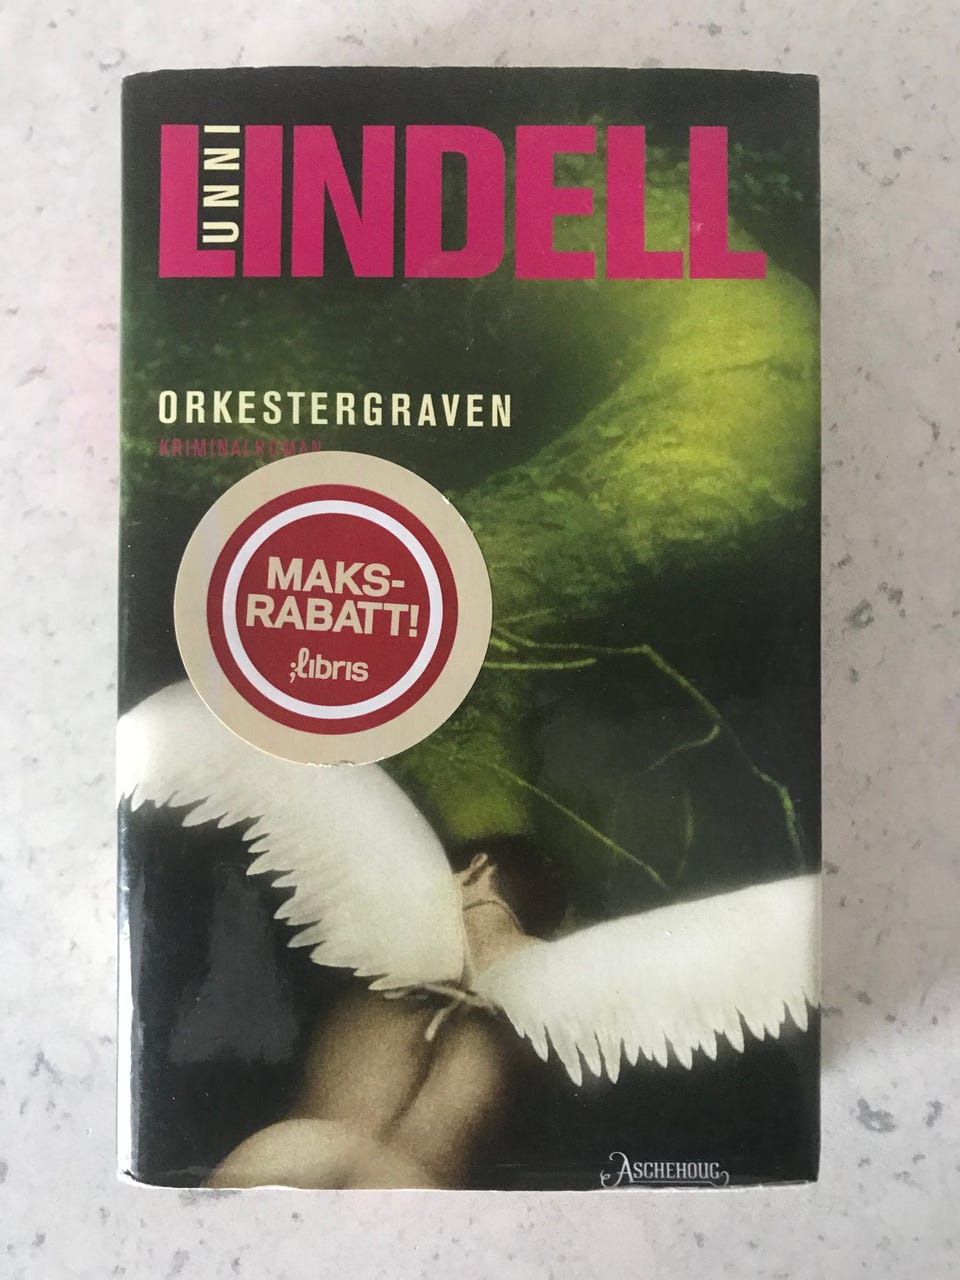 UNNI
LINDELL
ORKESTERGRAVEN
KRIMINALROMAN
MAKS-
RABATT!
;libris
ASCHEHOUG